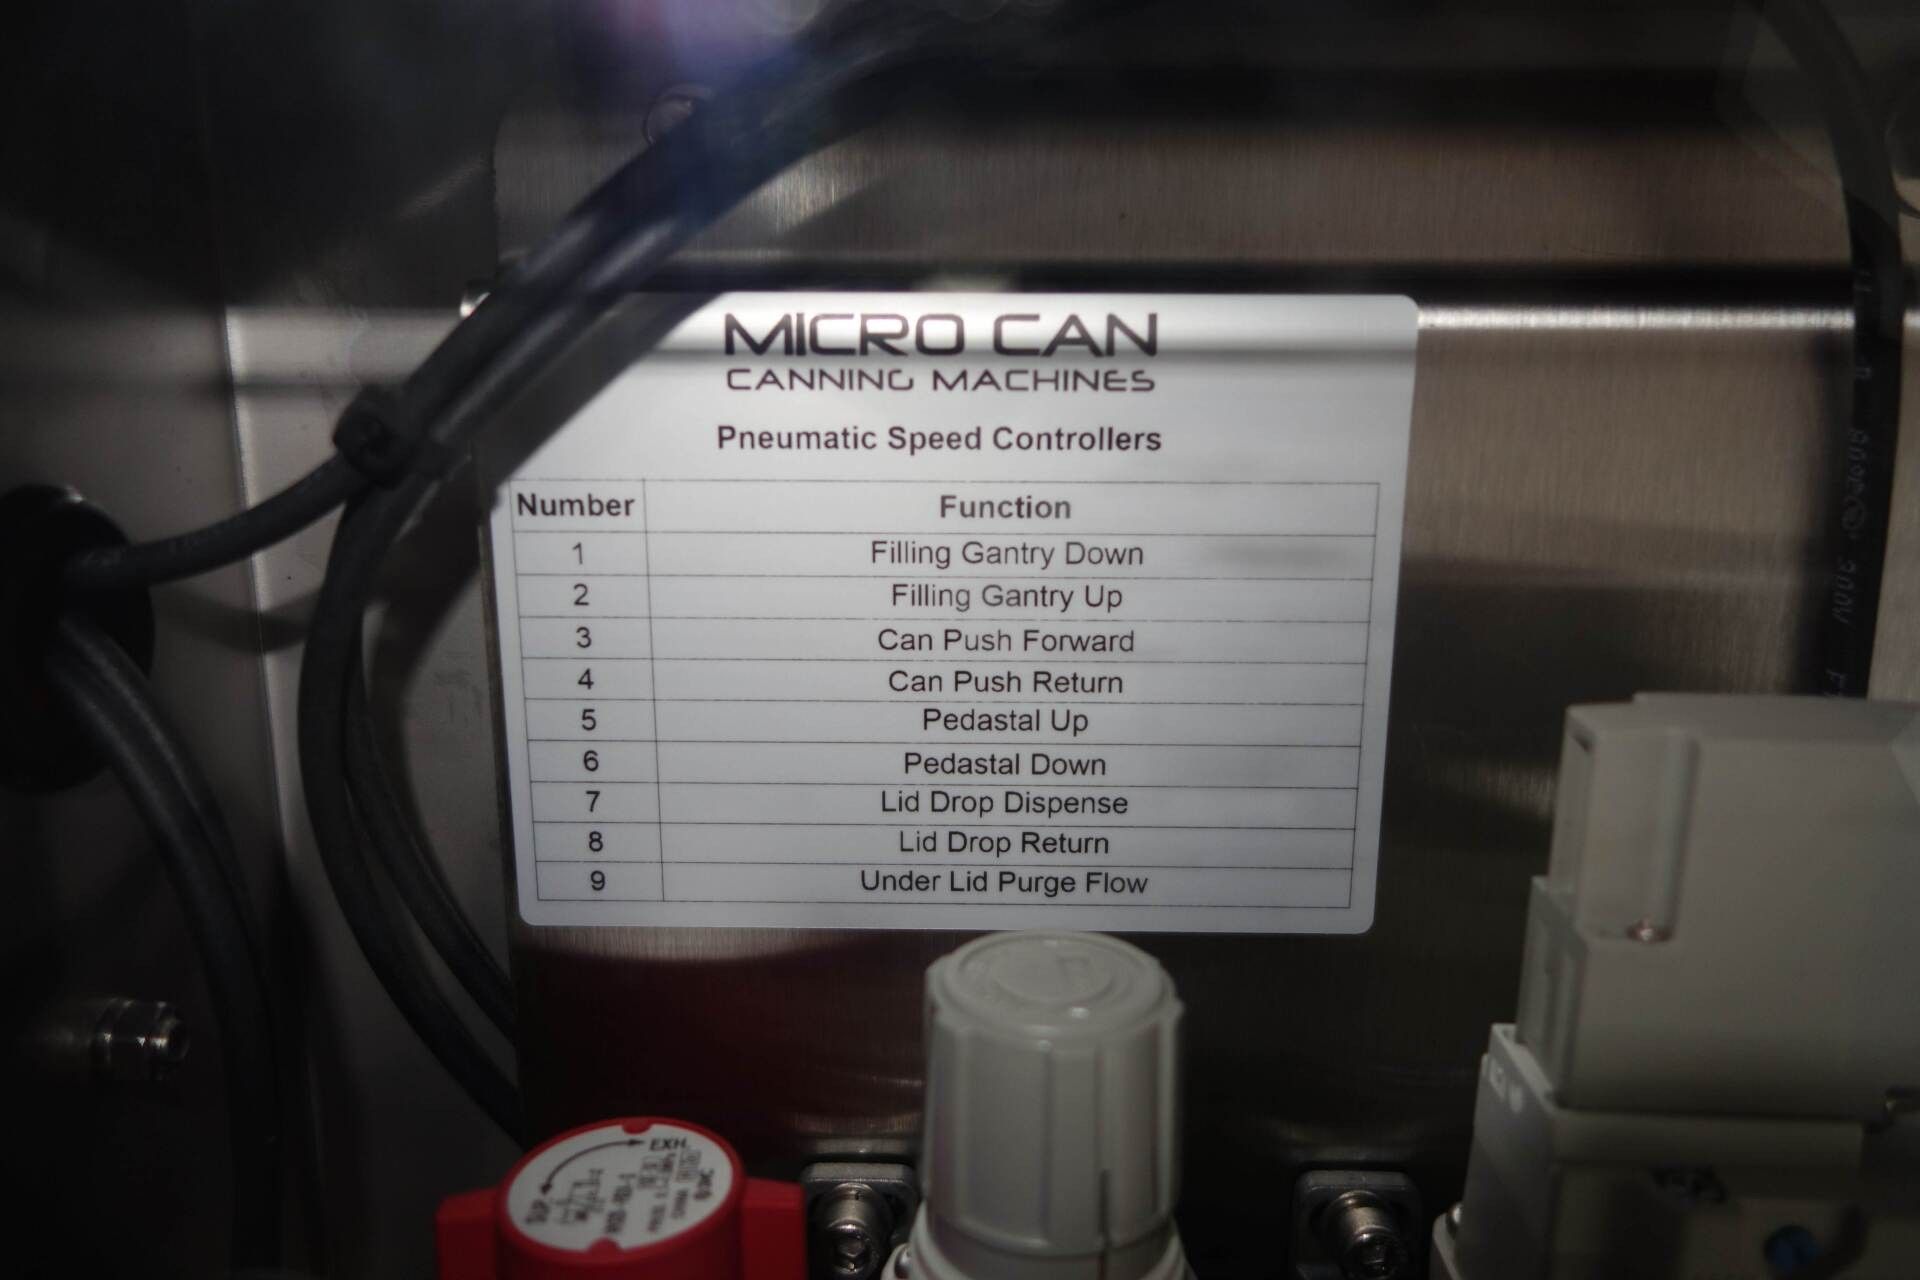 MICRO CAN
CANNING MACHINES
Pneumatic Speed Controllers
Number Function
1 Filling Gantry Down
2 Filling Gantry Up
3 Can Push Forward
4 Can Push Return
5 Pedastal Up
6 Pedastal Down
7 Lid Drop Dispense
8 Lid Drop Return
9 Under Lid Purge Flow
EXH.
SUP.
SMC